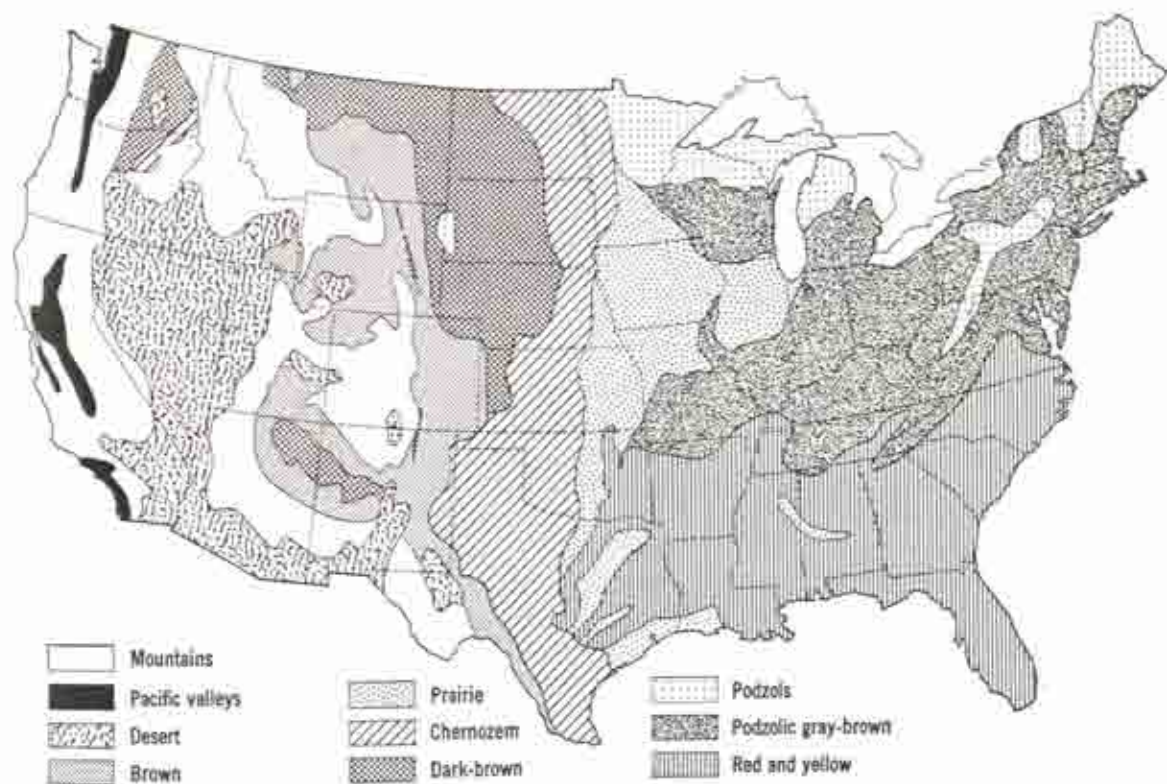 Mountains
Pacific valleys
Desert
Brown
Prairie
Chernozem
Dark-brown
Podzols
Podzolic gray-brown
Red and yellow